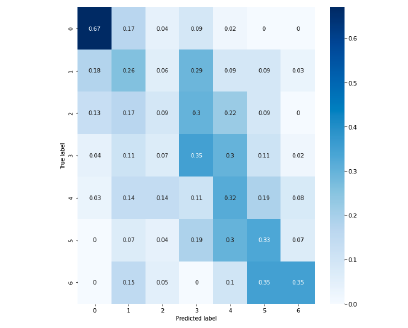 0 0.67 0.17 0.04 0.09 0.02 0 0
1 0.18 0.26 0.06 0.29 0.09 0.09 0.03
2 0.13 0.17 0.09 0.3 0.22 0.09 0
3 0.04 0.11 0.07 0.35 0.3 0.11 0.02
4 0.03 0.14 0.14 0.11 0.32 0.19 0.08
5 0 0.07 0.04 0.19 0.3 0.33 0.07
6 0 0.15 0.05 0 0.1 0.35 0.35
0 1 2 3 4 5 6
Predicted label
True label
0.6
0.5
0.4
0.3
0.2
0.1
0.0